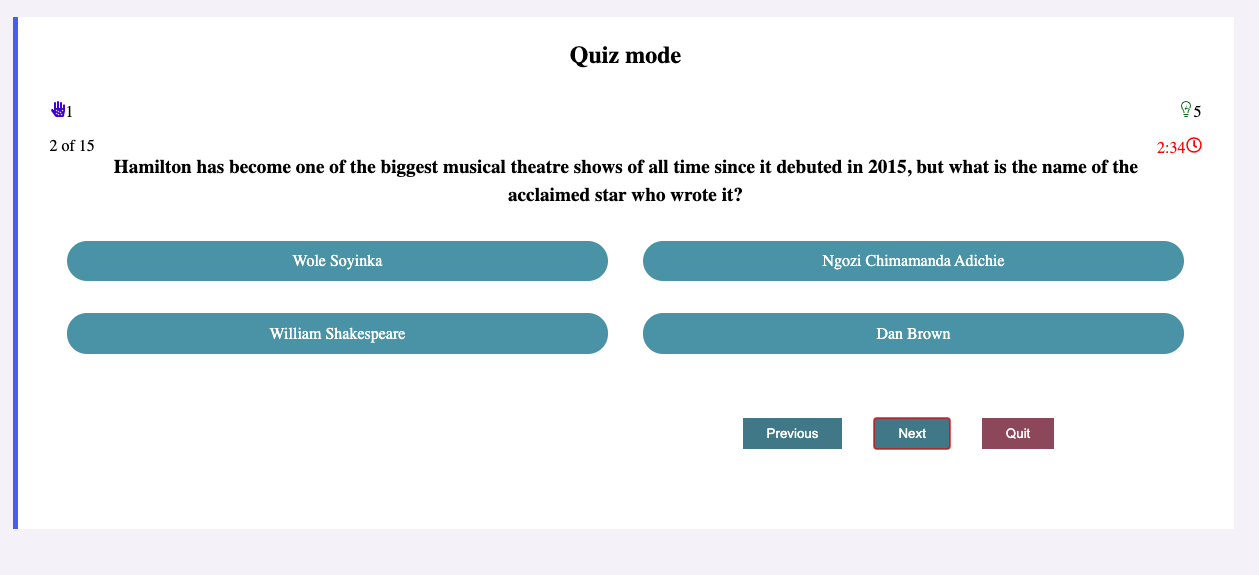 Quiz mode
1
5
2 of 15
2:34
Hamilton has become one of the biggest musical theatre shows of all time since it debuted in 2015, but what is the name of the
acclaimed star who wrote it?
Wole Soyinka
Ngozi Chimamanda Adichie
William Shakespeare
Dan Brown
Previous
Next
Quit